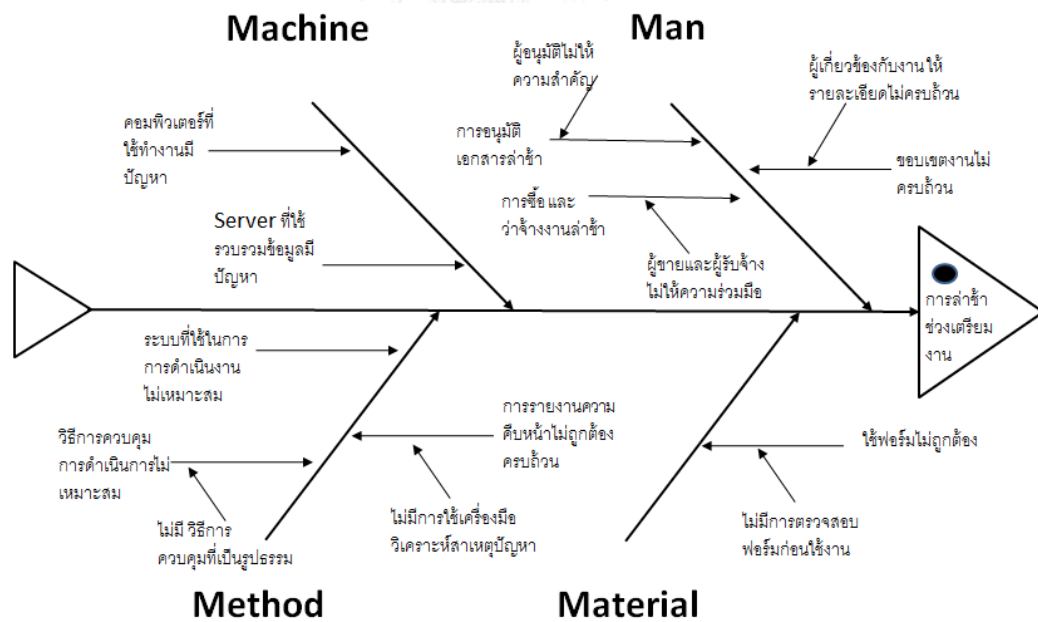 Machine
Man
ผู้อนุมัติไม่ให้
ความสำคัญ
ผู้เกี่ยวข้องกับงาน ให้
รายละเอียดไม่ครบถ้วน
คอมพิวเตอร์ที่
ใช้ทำงานมี
ปัญหา
การอนุมัติ
เอกสารล่าช้า
ขอบเขตงานไม่
ครบถ้วน
การซื้อ และ
ว่าจ้างงานล่าช้า
Server ที่ใช้
รวบรวมข้อมูลมี
ปัญหา
ผู้ขายและผู้รับจ้าง
ไม่ให้ความร่วมมือ
การล่าช้า
ช่วงเตรียม
งาน
ระบบที่ใช้ในการ
การดำเนินงาน
ไม่เหมาะสม
การรายงานความ
คืบหน้าไม่ถูกต้อง
ครบถ้วน
ใช้ฟอร์มไม่ถูกต้อง
วิธีการควบคุม
การดำเนินการไม่
เหมาะสม
ไม่มีการใช้เครื่องมือ
วิเคราะห์สาเหตุปัญหา
ไม่มีการตรวจสอบ
ฟอร์มก่อนใช้งาน
ไม่มี วิธีการ
ควบคุมที่เป็นรูปธรรม
Method
Material